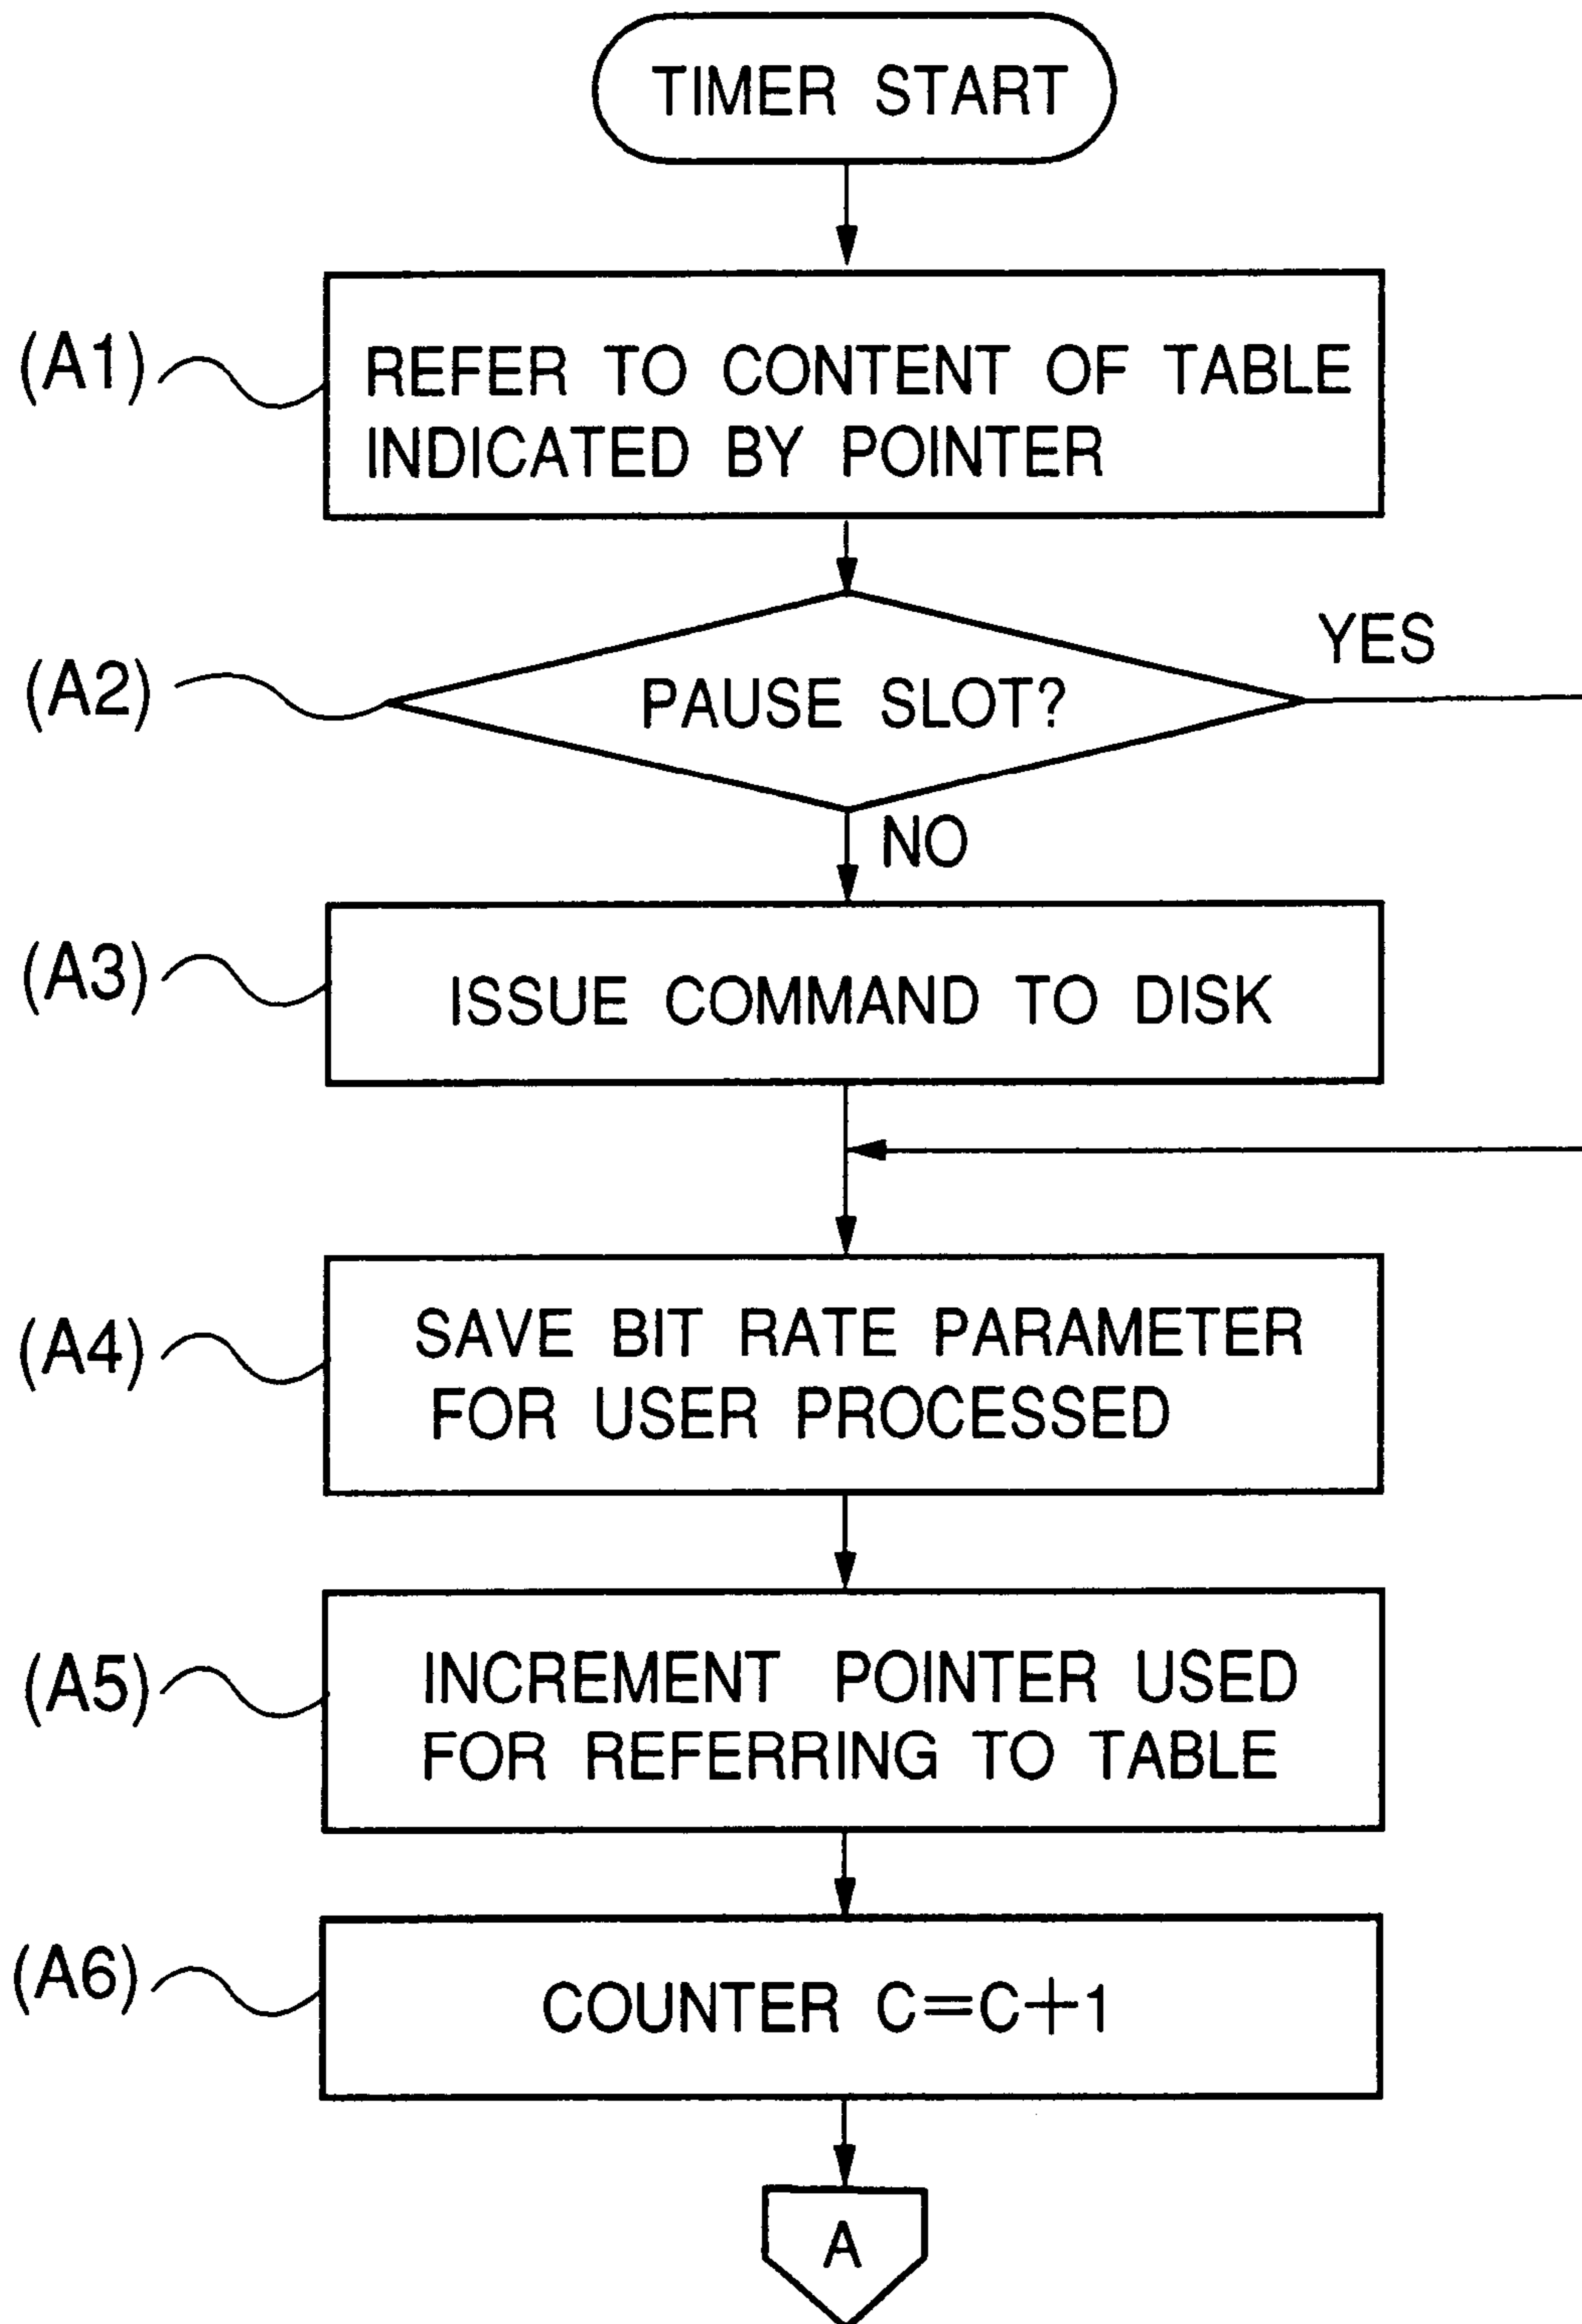 TIMER START
(A1)
REFER TO CONTENT OF TABLE
INDICATED BY POINTER
(A2)
PAUSE SLOT?
YES
NO
(A3)
ISSUE COMMAND TO DISK
(A4)
SAVE BIT RATE PARAMETER
FOR USER PROCESSED
(A5)
INCREMENT POINTER USED
FOR REFERRING TO TABLE
(A6)
COUNTER C=C+1
A